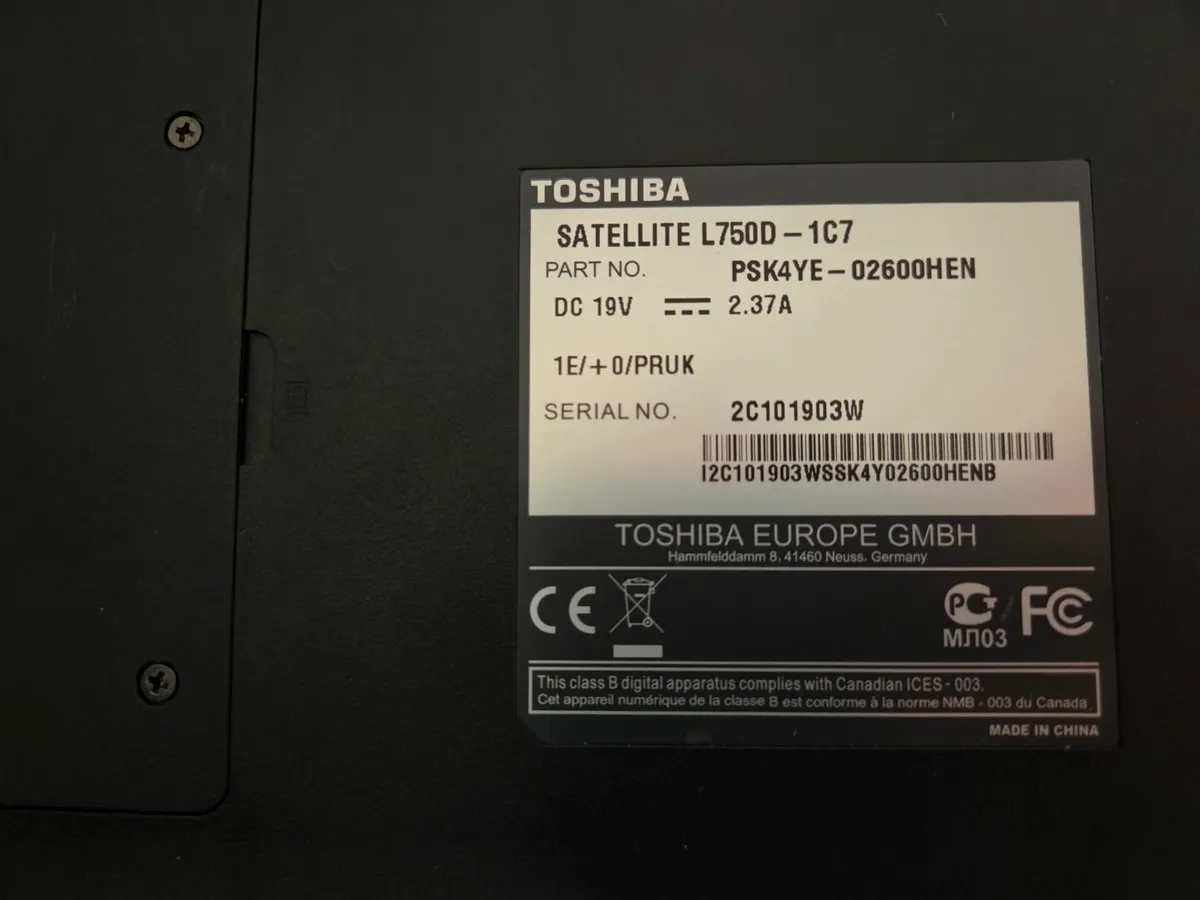 TOSHIBA
SATELLITE L750D-1C7
PART NO. PSK4YE-02600HEN
DC 19V 2.37A
1E/+0/PRUK
SERIAL NO. 2C101903W
I2C101903WSSK4Y02600HENB
TOSHIBA EUROPE GMBH
Hammfelddamm 8, 41460 Neuss, Germany
CE
РСТ FC
МЛ03
This class B digital apparatus complies with Canadian ICES - 003.
Cet appareil numérique de la classe B est conforme à la norme NMB - 003 du Canada.
MADE IN CHINA